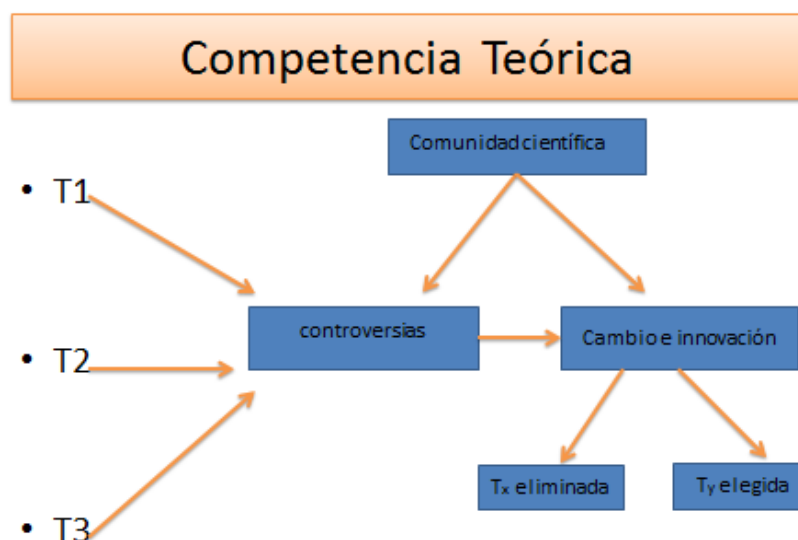 Competencia Teórica
Comunidad científica
• T1
controversias
Cambio e innovación
• T2
Tx eliminada
Ty elegida
• T3